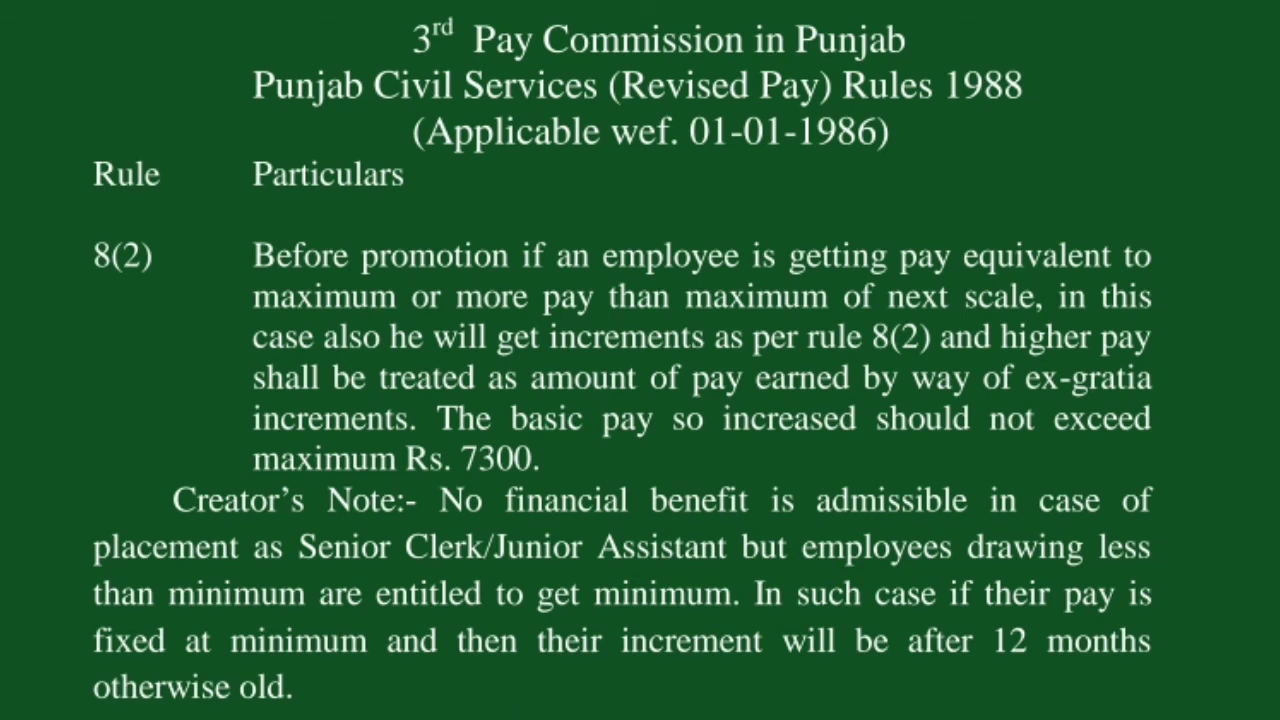 3rd Pay Commission in Punjab
Punjab Civil Services (Revised Pay) Rules 1988
(Applicable wef. 01-01-1986)
Rule Particulars
8(2) Before promotion if an employee is getting pay equivalent to
maximum or more pay than maximum of next scale, in this
case also he will get increments as per rule 8(2) and higher pay
shall be treated as amount of pay earned by way of ex-gratia
increments. The basic pay so increased should not exceed
maximum Rs. 7300.
Creator’s Note:- No financial benefit is admissible in case of
placement as Senior Clerk/Junior Assistant but employees drawing less
than minimum are entitled to get minimum. In such case if their pay is
fixed at minimum and then their increment will be after 12 months
otherwise old.